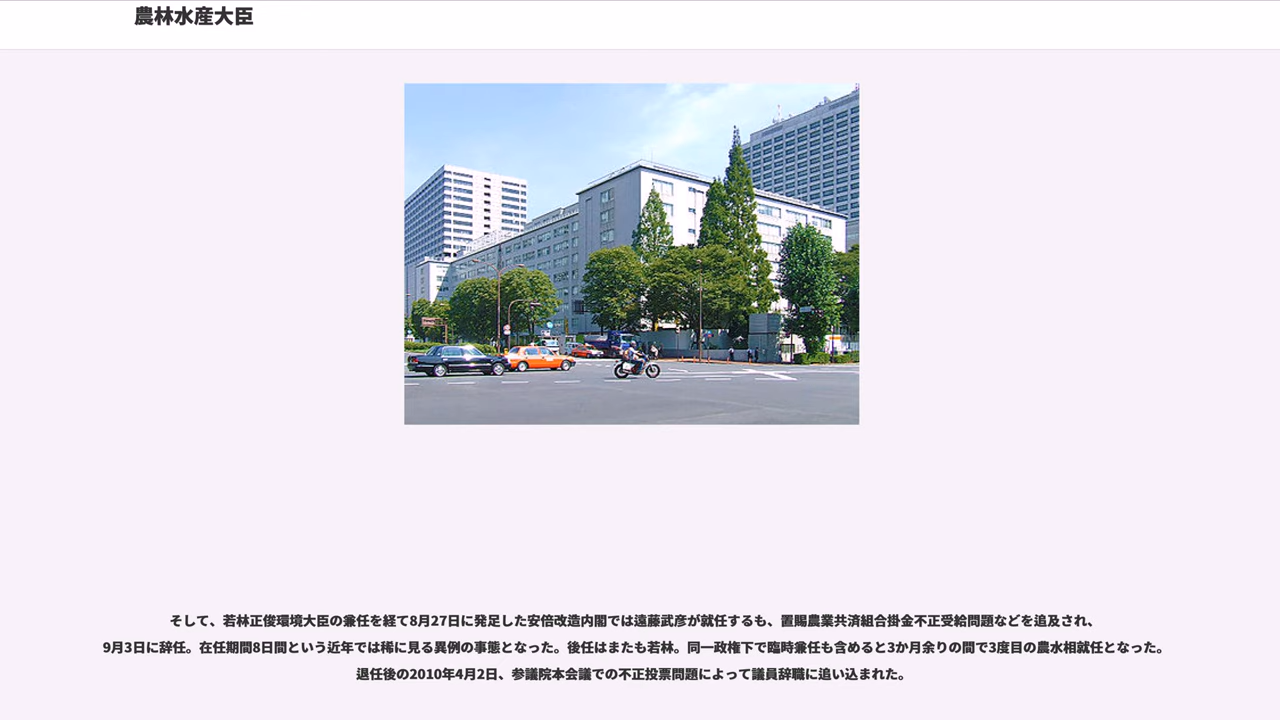 農林水産大臣
そして、若林正俊環境大臣の兼任を経て8月27日に発足した安倍改造内閣では遠藤武彦が就任するも、置賜農業共済組合掛金不正受給問題などを追及され、
9月3日に辞任。在任期間8日間という近年では稀に見る異例の事態となった。後任はまたも若林。同一政権下で臨時兼任も含めると3か月余りの間で3度目の農水相就任となった。
退任後の2010年4月2日、参議院本会議での不正投票問題によって議員辞職に追い込まれた。